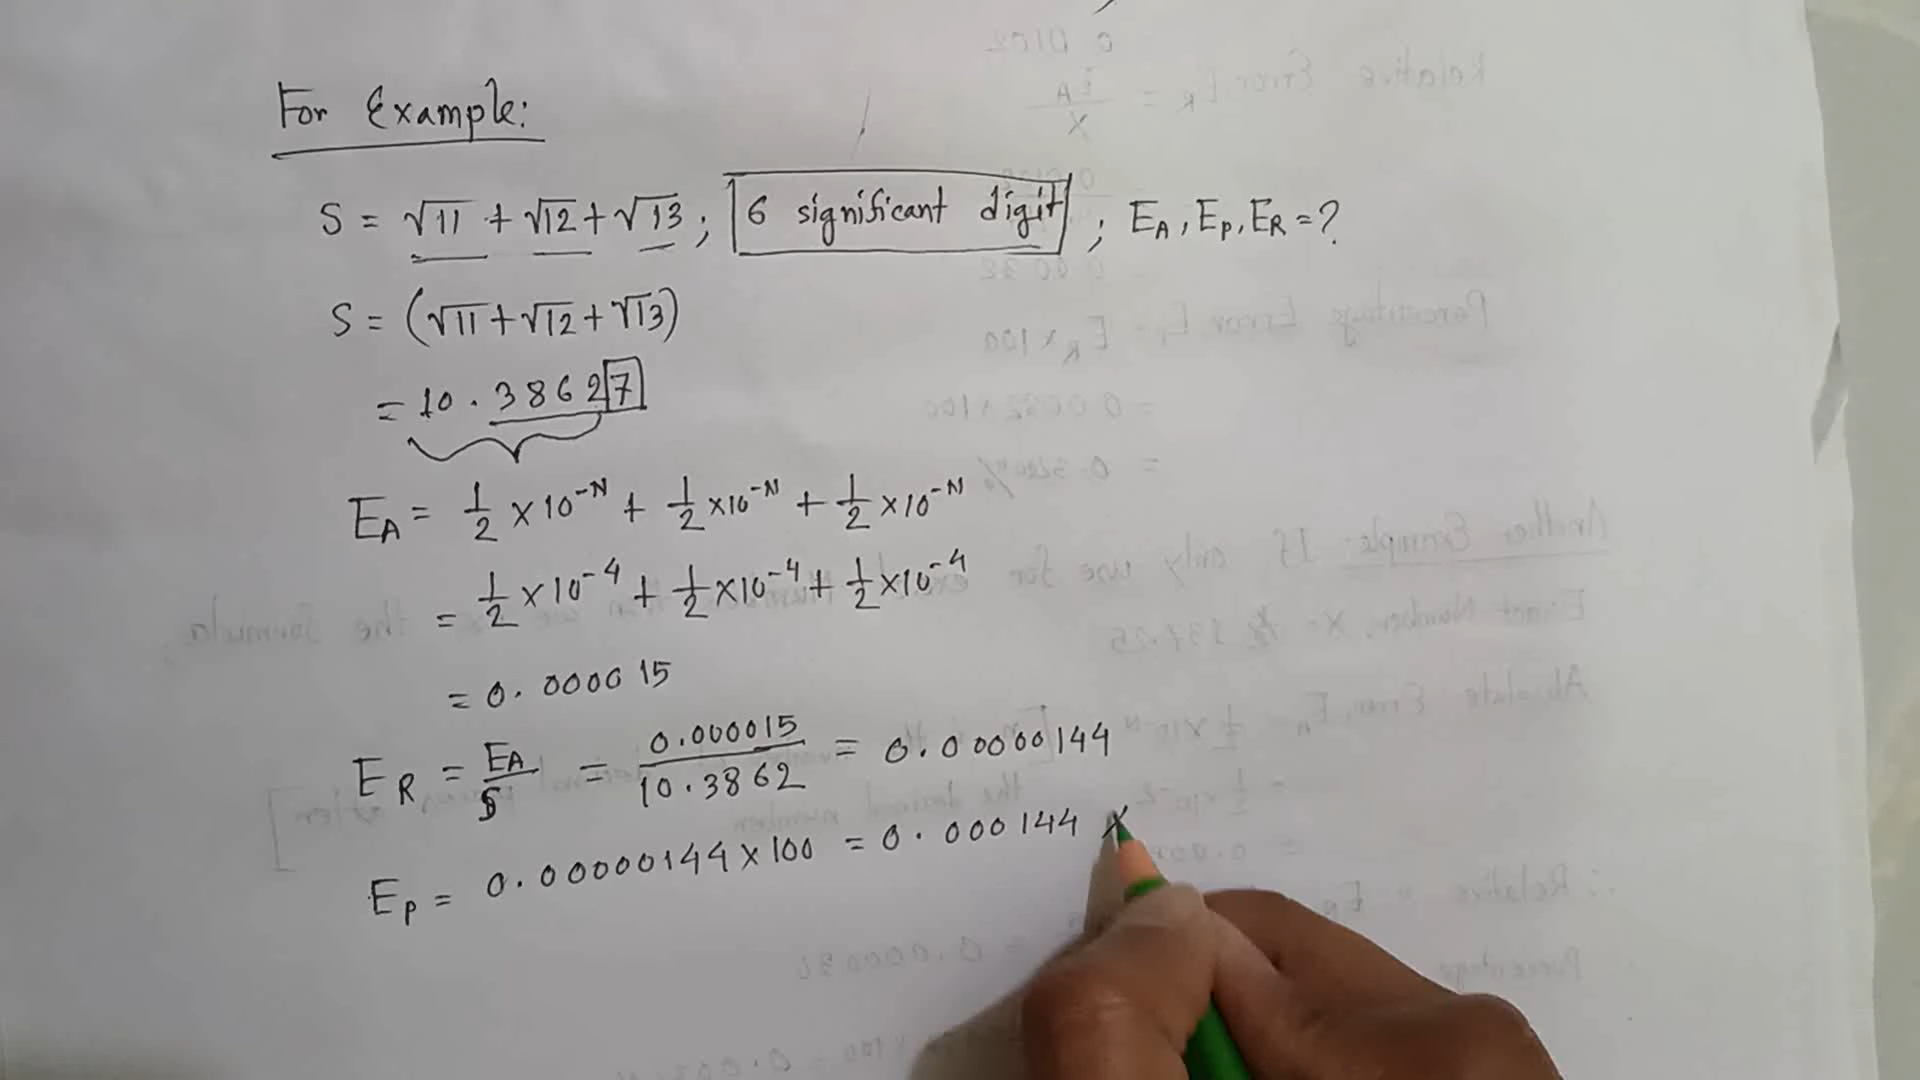 For Example:
S = √11 + √12 + √13 ; 6 significant digit ; E_A, E_P, E_R = ?
S = (√11 + √12 + √13)
= 10.38627
E_A = 1/2 × 10^-N + 1/2 × 10^-N + 1/2 × 10^-N
= 1/2 × 10^-4 + 1/2 × 10^-4 + 1/2 × 10^-4
= 0.000015
E_R = E_A/S = 0.000015/10.3862 = 0.00000144
E_P = 0.00000144 × 100 = 0.000144 ×